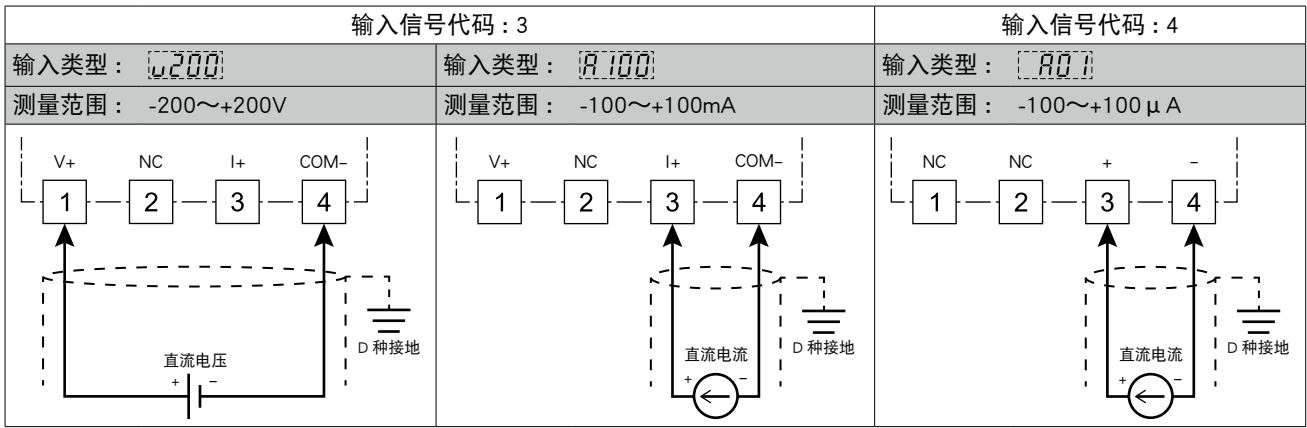 输入信号代码：3
输入信号代码：4
输入类型： u200
输入类型： A100
输入类型： A01
测量范围： -200～+200V
测量范围： -100～+100mA
测量范围： -100～+100μA
V+ NC I+ COM–
1 2 3 4
直流电压
+ –
D 种接地
V+ NC I+ COM–
1 2 3 4
直流电流
+ –
D 种接地
NC NC + –
1 2 3 4
直流电流
+ –
D 种接地